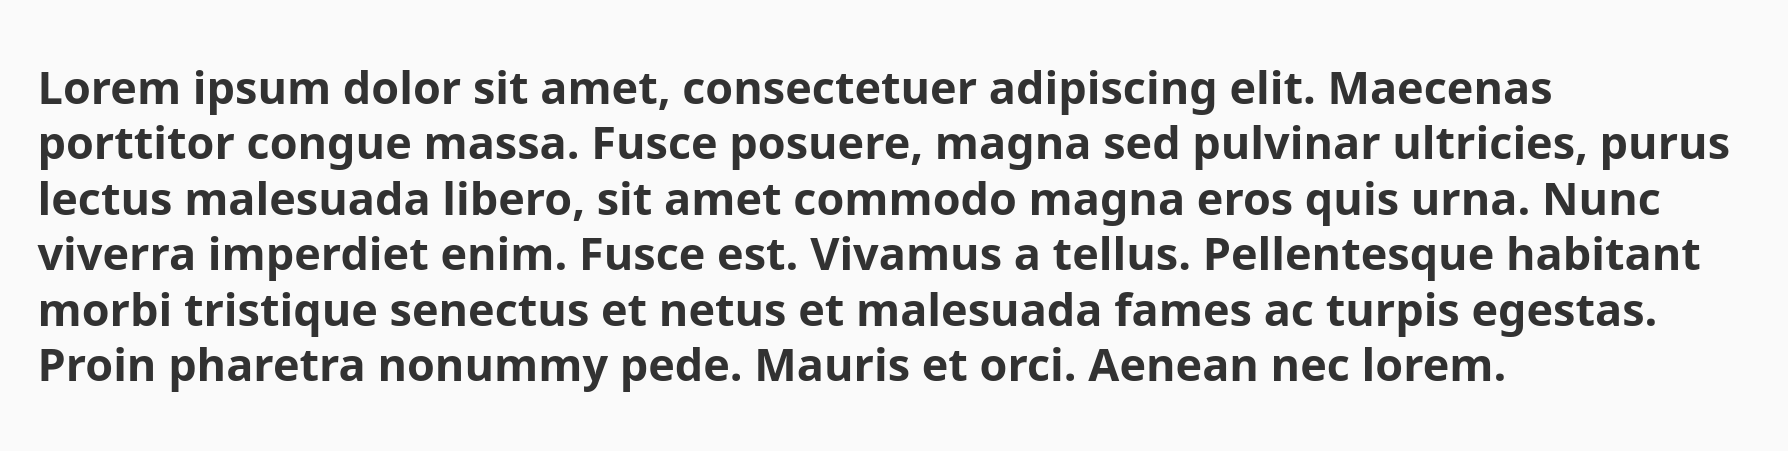 Lorem ipsum dolor sit amet, consectetuer adipiscing elit. Maecenas
porttitor congue massa. Fusce posuere, magna sed pulvinar ultricies, purus
lectus malesuada libero, sit amet commodo magna eros quis urna. Nunc
viverra imperdiet enim. Fusce est. Vivamus a tellus. Pellentesque habitant
morbi tristique senectus et netus et malesuada fames ac turpis egestas.
Proin pharetra nonummy pede. Mauris et orci. Aenean nec lorem.